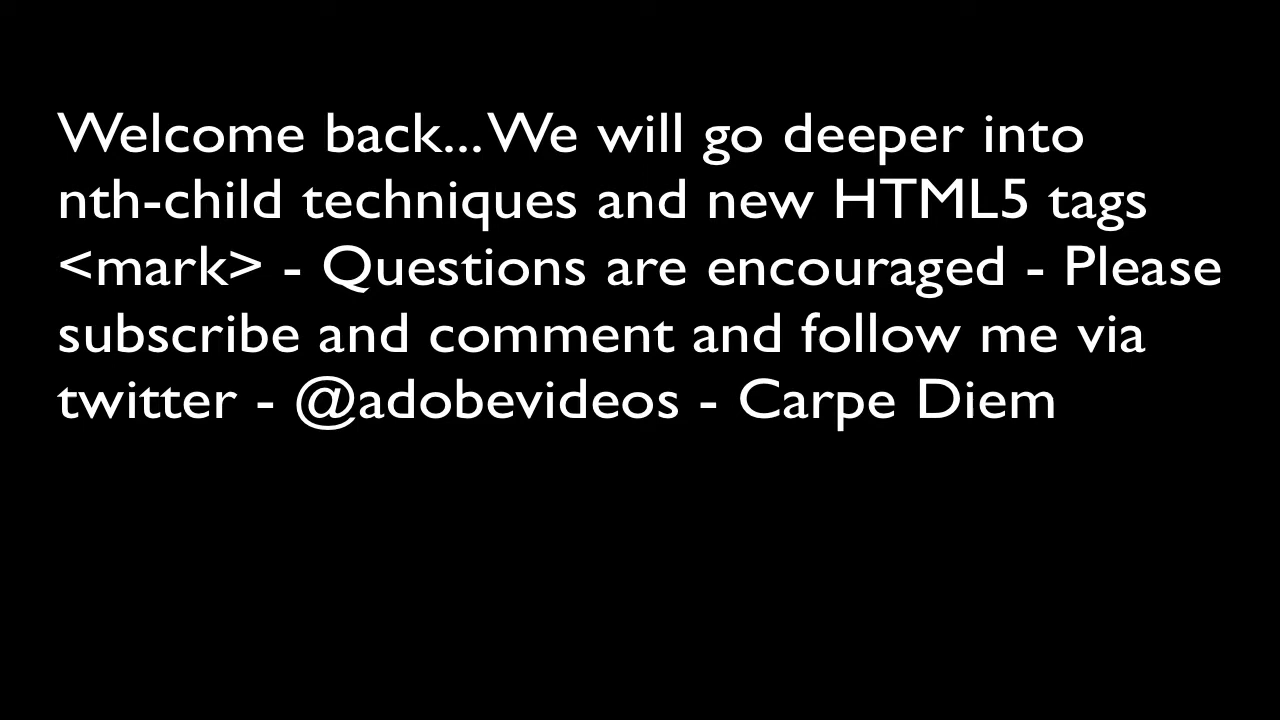 Welcome back... We will go deeper into
nth-child techniques and new HTML5 tags
<mark> - Questions are encouraged - Please
subscribe and comment and follow me via
twitter - @adobevideos - Carpe Diem